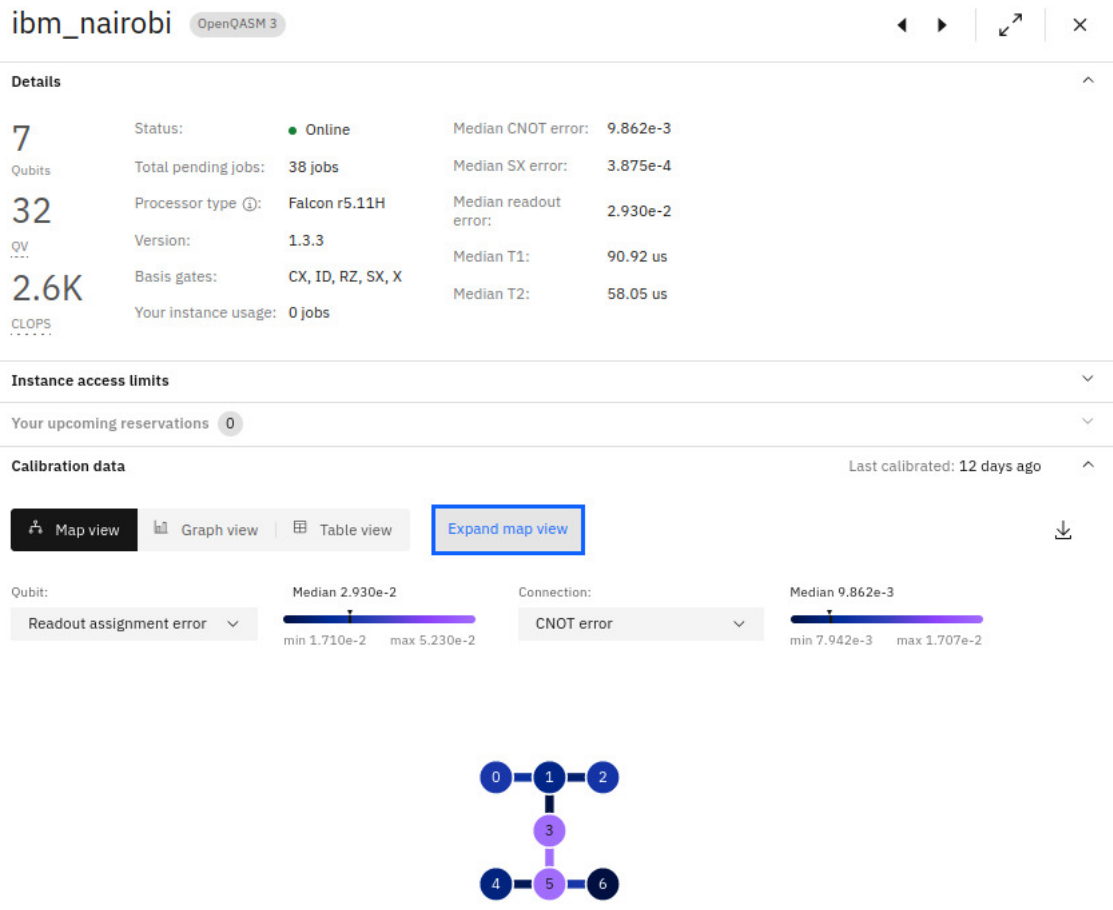 ibm_nairobi OpenQASM 3
Details
7
Qubits
32
QV
2.6K
CLOPS
Status: Online
Total pending jobs: 38 jobs
Processor type: Falcon r5.11H
Version: 1.3.3
Basis gates: CX, ID, RZ, SX, X
Your instance usage: 0 jobs
Median CNOT error: 9.862e-3
Median SX error: 3.875e-4
Median readout
error: 2.930e-2
Median T1: 90.92 us
Median T2: 58.05 us
Instance access limits
Your upcoming reservations 0
Calibration data Last calibrated: 12 days ago
Map view Graph view Table view Expand map view
Qubit: Median 2.930e-2 Connection: Median 9.862e-3
Readout assignment error CNOT error
min 1.710e-2 max 5.230e-2 min 7.942e-3 max 1.707e-2
0 1 2
3
4 5 6